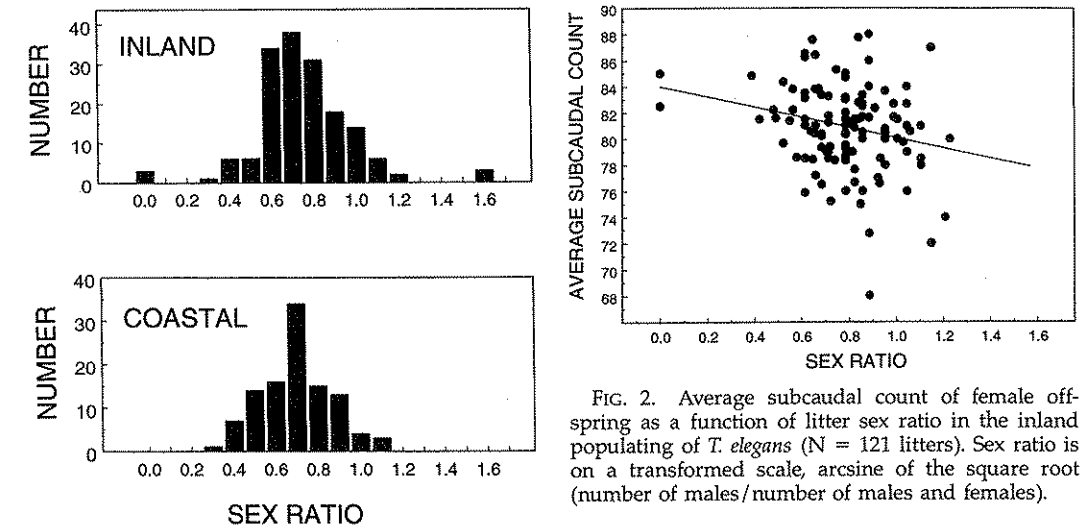 INLAND
NUMBER
40
30
20
10
0
0.0 0.2 0.4 0.6 0.8 1.0 1.2 1.4 1.6
COASTAL
NUMBER
40
30
20
10
0
0.0 0.2 0.4 0.6 0.8 1.0 1.2 1.4 1.6
SEX RATIO
AVERAGE SUBCAUDAL COUNT
90
88
86
84
82
80
78
76
74
72
70
68
0.0 0.2 0.4 0.6 0.8 1.0 1.2 1.4 1.6
SEX RATIO
FIG. 2. Average subcaudal count of female off-
spring as a function of litter sex ratio in the inland
populating of T. elegans (N = 121 litters). Sex ratio is
on a transformed scale, arcsine of the square root
(number of males/number of males and females).